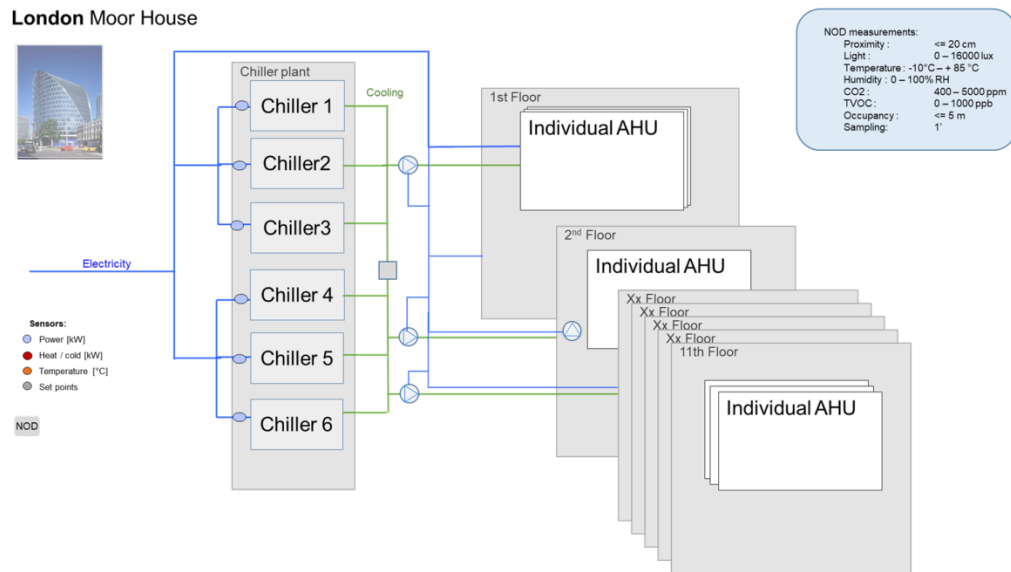 London Moor House
NOD measurements:
Proximity : <= 20 cm
Light : 0 – 16000 lux
Temperature : -10°C – + 85 °C
Humidity : 0 – 100% RH
CO2 : 400 – 5000 ppm
TVOC : 0 – 1000 ppb
Occupancy : <= 5 m
Sampling: 1'
Chiller plant
Cooling
Chiller 1
Chiller2
Chiller3
Chiller 4
Chiller 5
Chiller 6
Electricity
1st Floor
Individual AHU
2nd Floor
Individual AHU
Xx Floor
Xx Floor
Xx Floor
Xx Floor
11th Floor
Individual AHU
Sensors:
Power [kW]
Heat / cold [kW]
Temperature [°C]
Set points
NOD